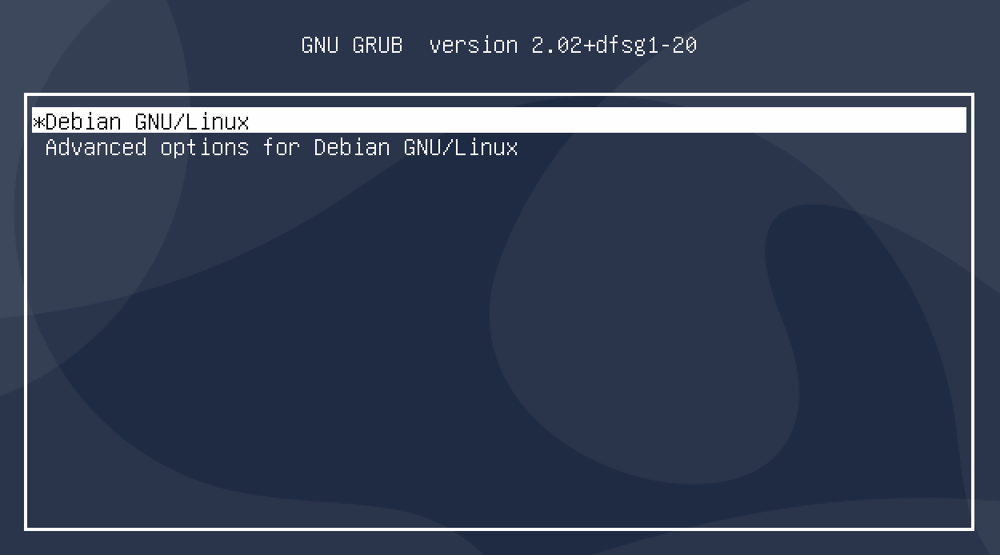 GNU GRUB  version 2.02+dfsg1-20
*Debian GNU/Linux
Advanced options for Debian GNU/Linux